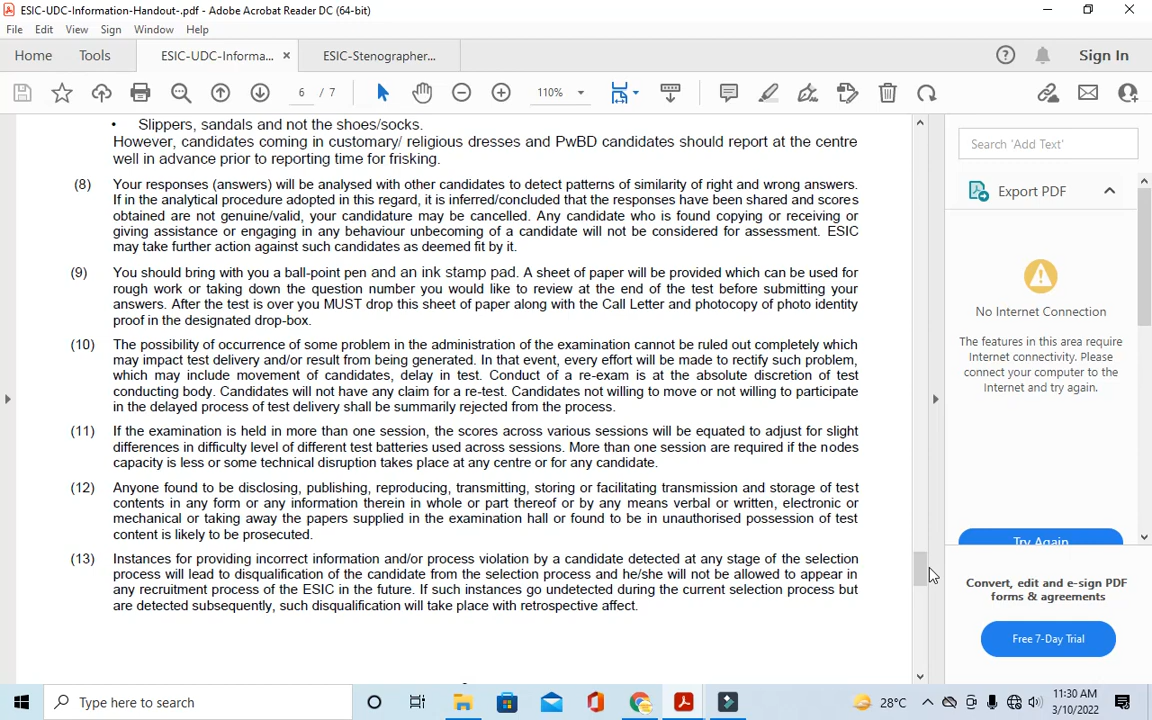 ESIC-UDC-Information-Handout-.pdf - Adobe Acrobat Reader DC (64-bit)
File Edit View Sign Window Help
Home Tools ESIC-UDC-Informa... × ESIC-Stenographer... Sign In
6 / 7 110%
• Slippers, sandals and not the shoes/socks.
However, candidates coming in customary/ religious dresses and PwBD candidates should report at the centre
well in advance prior to reporting time for frisking.
(8) Your responses (answers) will be analysed with other candidates to detect patterns of similarity of right and wrong answers.
If in the analytical procedure adopted in this regard, it is inferred/concluded that the responses have been shared and scores
obtained are not genuine/valid, your candidature may be cancelled. Any candidate who is found copying or receiving or
giving assistance or engaging in any behaviour unbecoming of a candidate will not be considered for assessment. ESIC
may take further action against such candidates as deemed fit by it.
(9) You should bring with you a ball-point pen and an ink stamp pad. A sheet of paper will be provided which can be used for
rough work or taking down the question number you would like to review at the end of the test before submitting your
answers. After the test is over you MUST drop this sheet of paper along with the Call Letter and photocopy of photo identity
proof in the designated drop-box.
(10) The possibility of occurrence of some problem in the administration of the examination cannot be ruled out completely which
may impact test delivery and/or result from being generated. In that event, every effort will be made to rectify such problem,
which may include movement of candidates, delay in test. Conduct of a re-exam is at the absolute discretion of test
conducting body. Candidates will not have any claim for a re-test. Candidates not willing to move or not willing to participate
in the delayed process of test delivery shall be summarily rejected from the process.
(11) If the examination is held in more than one session, the scores across various sessions will be equated to adjust for slight
differences in difficulty level of different test batteries used across sessions. More than one session are required if the nodes
capacity is less or some technical disruption takes place at any centre or for any candidate.
(12) Anyone found to be disclosing, publishing, reproducing, transmitting, storing or facilitating transmission and storage of test
contents in any form or any information therein in whole or part thereof or by any means verbal or written, electronic or
mechanical or taking away the papers supplied in the examination hall or found to be in unauthorised possession of test
content is likely to be prosecuted.
(13) Instances for providing incorrect information and/or process violation by a candidate detected at any stage of the selection
process will lead to disqualification of the candidate from the selection process and he/she will not be allowed to appear in
any recruitment process of the ESIC in the future. If such instances go undetected during the current selection process but
are detected subsequently, such disqualification will take place with retrospective affect.
Search 'Add Text'
Export PDF
No Internet Connection
The features in this area require
Internet connectivity. Please
connect your computer to the
Internet and try again.
Try Again
Convert, edit and e-sign PDF
forms & agreements
Free 7-Day Trial
Type here to search
28°C
11:30 AM
3/10/2022